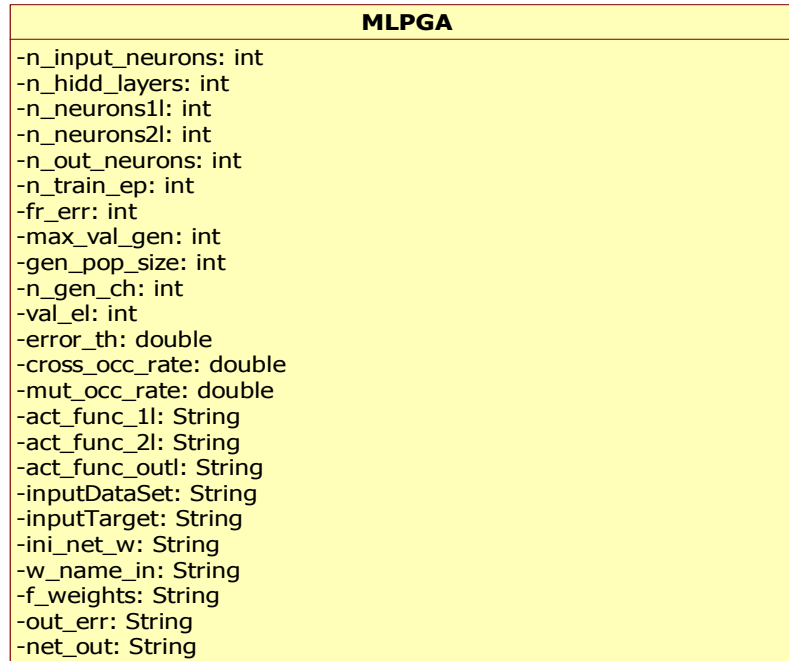 MLPGA
-n_input_neurons: int
-n_hidd_layers: int
-n_neurons1l: int
-n_neurons2l: int
-n_out_neurons: int
-n_train_ep: int
-fr_err: int
-max_val_gen: int
-gen_pop_size: int
-n_gen_ch: int
-val_el: int
-error_th: double
-cross_occ_rate: double
-mut_occ_rate: double
-act_func_1l: String
-act_func_2l: String
-act_func_outl: String
-inputDataSet: String
-inputTarget: String
-ini_net_w: String
-w_name_in: String
-f_weights: String
-out_err: String
-net_out: String